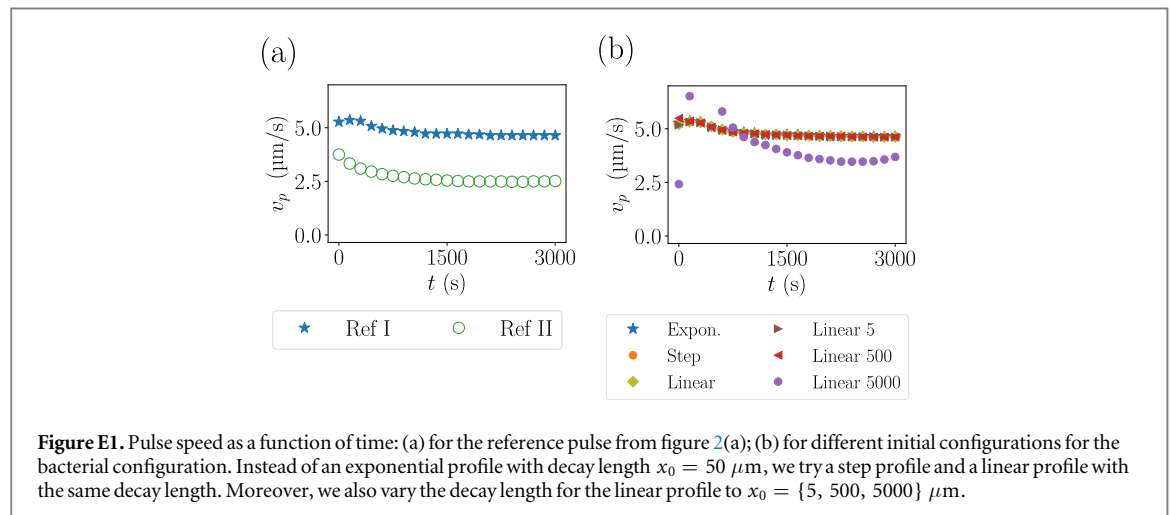 (a)
(b)
5.0
2.5
0.0
v_p (µm/s)
0
1500
3000
t (s)
5.0
2.5
0.0
v_p (µm/s)
0
1500
3000
t (s)
Ref I
Ref II
Expon.
Linear 5
Step
Linear 500
Linear
Linear 5000
Figure E1. Pulse speed as a function of time: (a) for the reference pulse from figure 2(a); (b) for different initial configurations for the
bacterial configuration. Instead of an exponential profile with decay length x₀ = 50 μm, we try a step profile and a linear profile with
the same decay length. Moreover, we also vary the decay length for the linear profile to x₀ = {5, 500, 5000} μm.